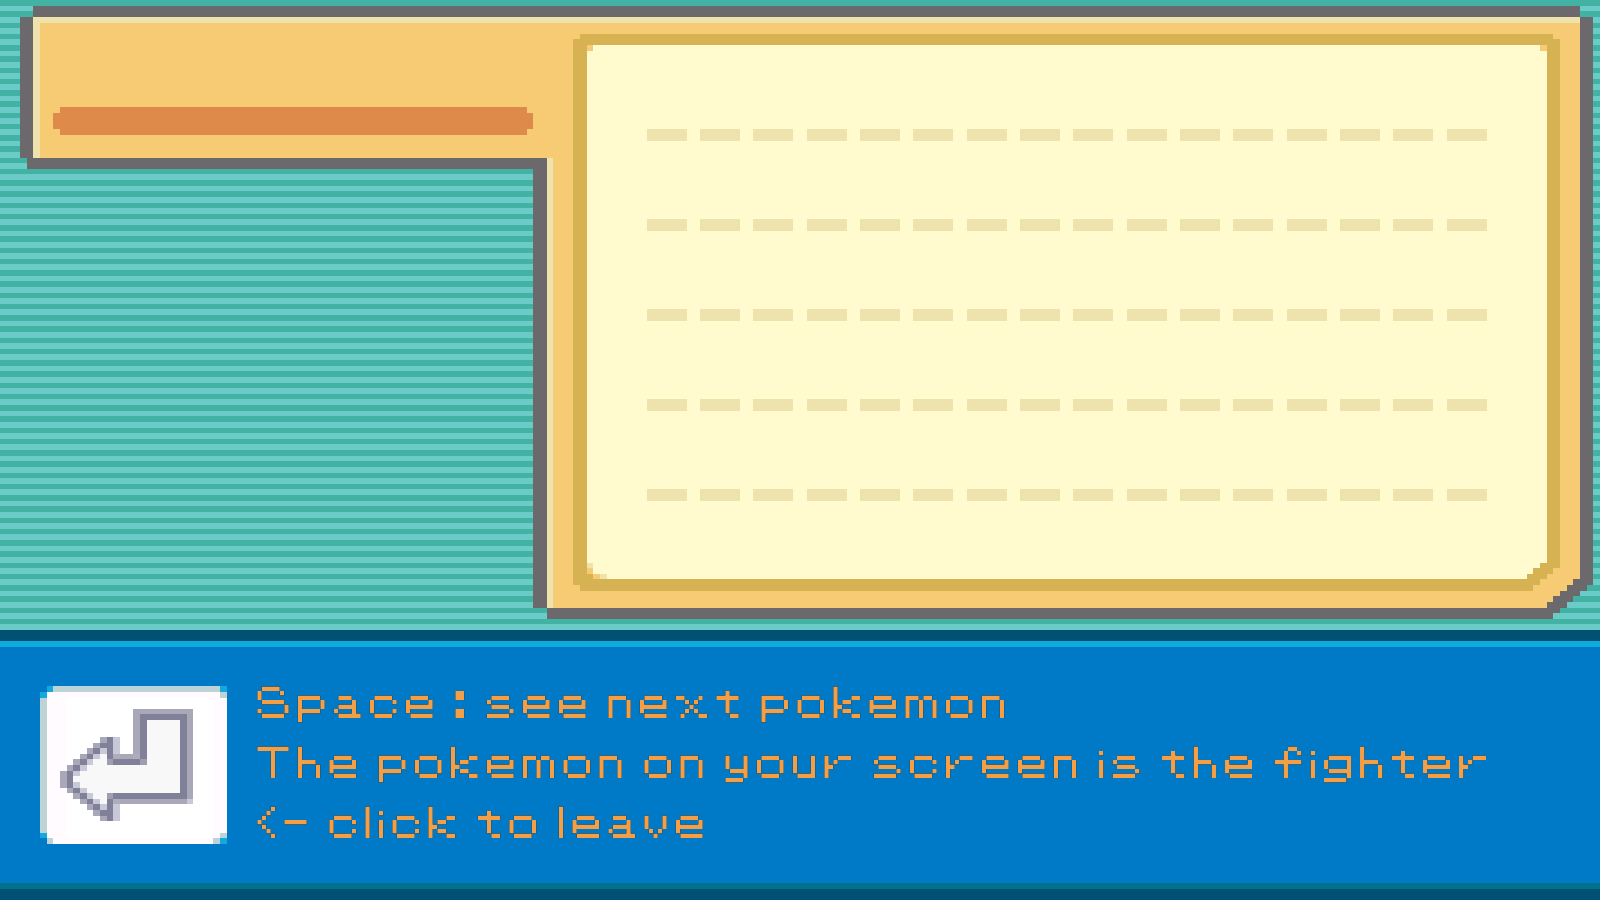 Space : see next pokemon
The pokemon on your screen is the fighter
<- click to leave